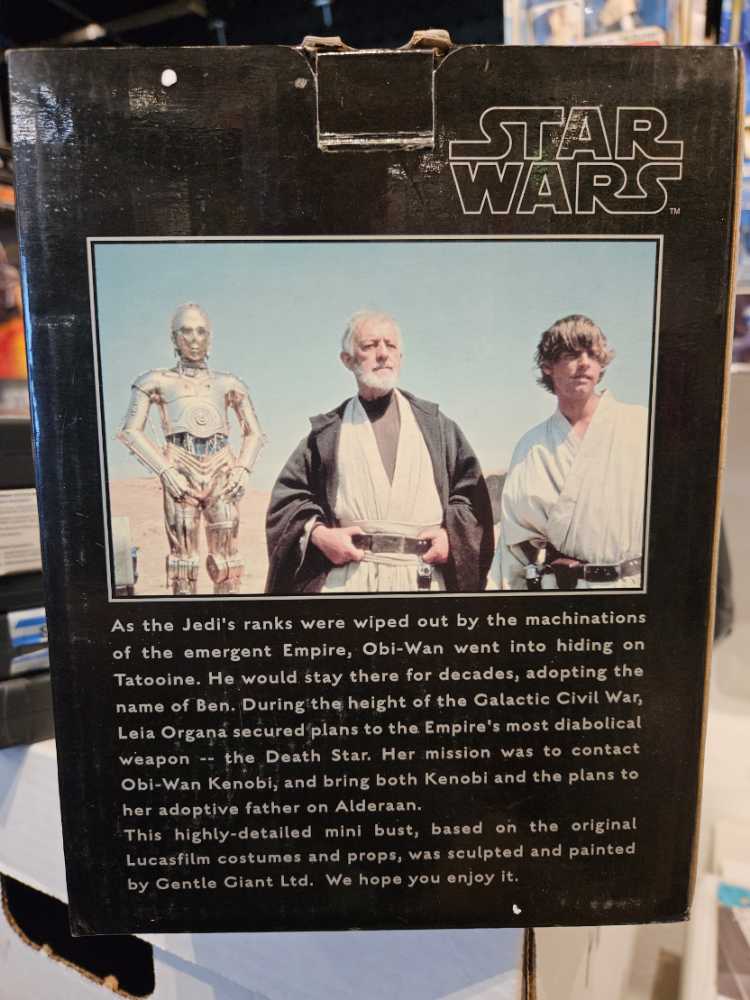 STAR
WARS
TM
As the Jedi's ranks were wiped out by the machinations
of the emergent Empire, Obi-Wan went into hiding on
Tatooine. He would stay there for decades, adopting the
name of Ben. During the height of the Galactic Civil War,
Leia Organa secured plans to the Empire's most diabolical
weapon -- the Death Star. Her mission was to contact
Obi-Wan Kenobi, and bring both Kenobi and the plans to
her adoptive father on Alderaan.
This highly-detailed mini bust, based on the original
Lucasfilm costumes and props, was sculpted and painted
by Gentle Giant Ltd. We hope you enjoy it.